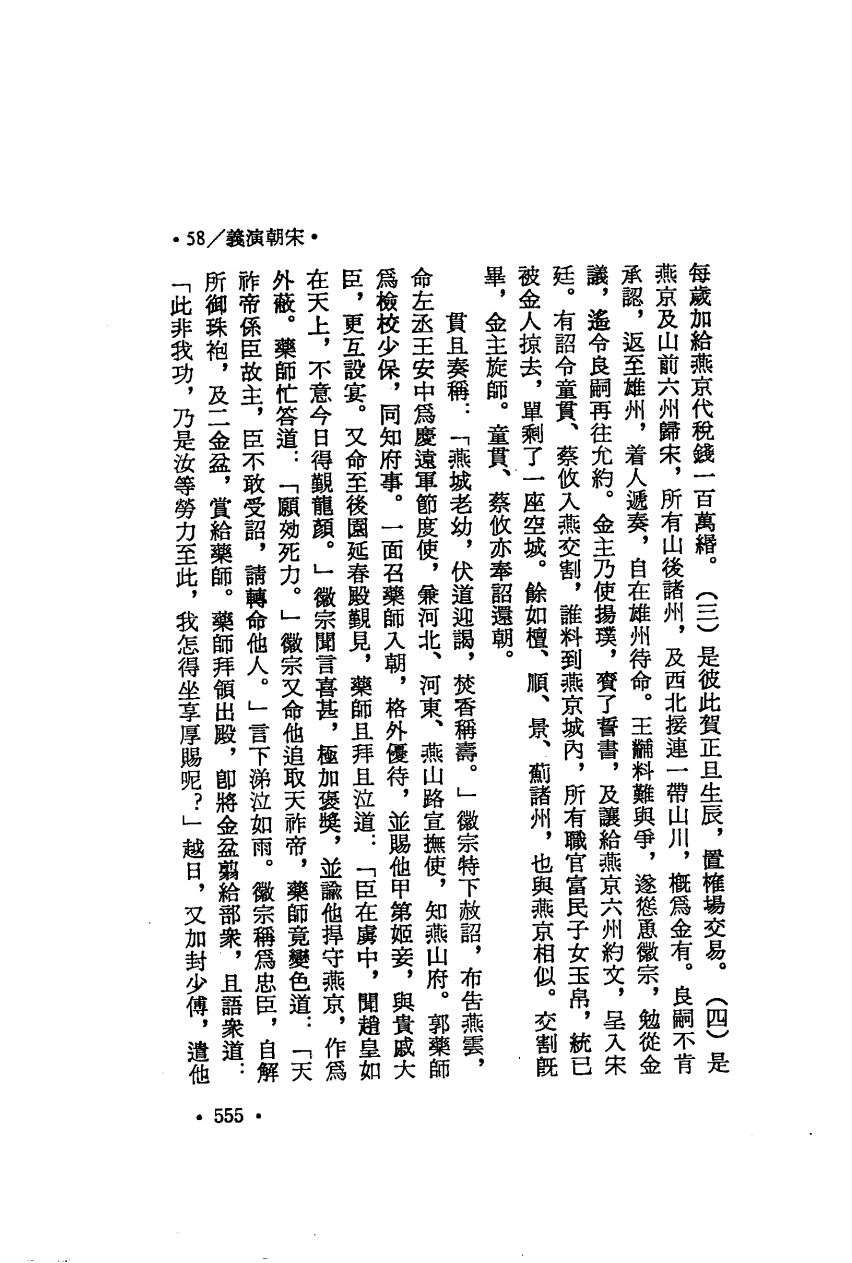 •58／義演朝宋•
每歲加給燕京代稅錢一百萬緡。（三）是彼此賀正旦生辰，置榷場交易。（四）是
燕京及山前六州歸宋，所有山後諸州，及西北接連一帶山川，槪爲金有。良嗣不肯
承認，返至雄州，着人遞奏，自在雄州待命。王黼料難與爭，遂慫恿徽宗，勉從金
議，遙令良嗣再往允約。金主乃使揚璞，賫了誓書，及讓給燕京六州約文，呈入宋
廷。有詔令童貫、蔡攸入燕交割，誰料到燕京城內，所有職官富民子女玉帛，統已
被金人掠去，單剩了一座空城。餘如檀、順、景、薊諸州，也與燕京相似。交割旣
畢，金主旋師。童貫、蔡攸亦奉詔還朝。
貫且奏稱：「燕城老幼，伏道迎謁，焚香稱壽。」徽宗特下赦詔，布告燕雲，
命左丞王安中爲慶遠軍節度使，兼河北、河東、燕山路宣撫使，知燕山府。郭藥師
爲檢校少保，同知府事。一面召藥師入朝，格外優待，並賜他甲第姬妾，與貴戚大
臣，更互設宴。又命至後園延春殿觀見，藥師且拜且泣道：「臣在虜中，聞趙皇如
在天上，不意今日得觀龍顏。」徽宗聞言喜甚，極加褒獎，並諭他捍守燕京，作爲
外蔽。藥師忙答道：「願効死力。」徽宗又命他追取天祚帝，藥師竟變色道：「天
祚帝係臣故主，臣不敢受詔，請轉命他人。」言下涕泣如雨。徽宗稱爲忠臣，自解
所御珠袍，及二金盆，賞給藥師。藥師拜領出殿，卽將金盆翦給部衆，且語衆道：
「此非我功，乃是汝等勞力至此，我怎得坐享厚賜呢？」越日，又加封少傅，遣他
•555•